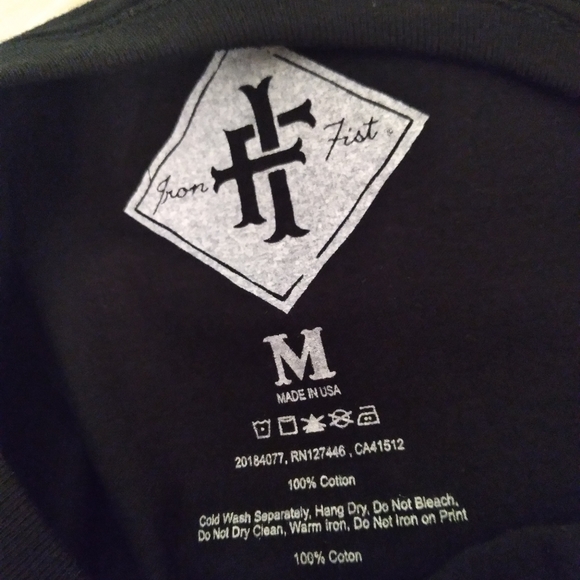 Iron Fist
M
MADE IN USA
20184077, RN127446 , CA41512
100% Cotton
Cold Wash Separately, Hang Dry, Do Not Bleach,
Do Not Dry Clean, Warm Iron, Do Not Iron on Print
100% Coton